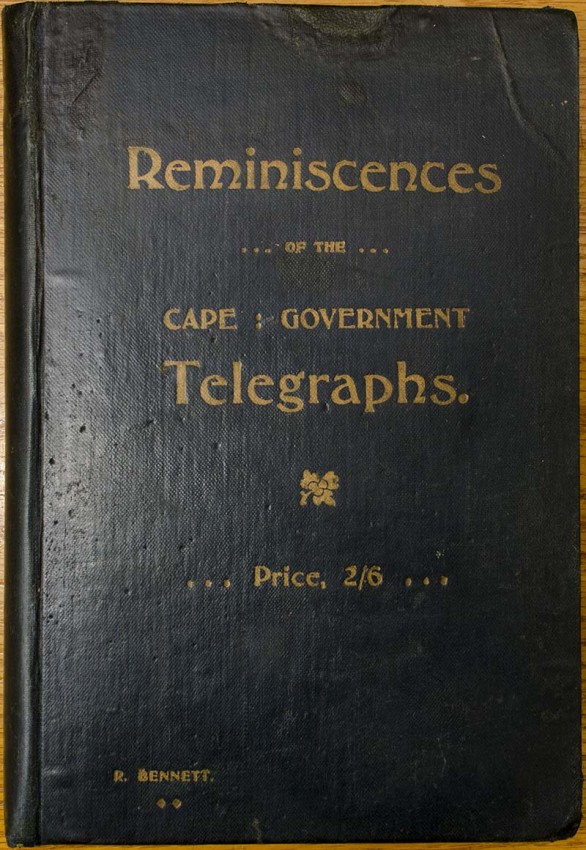 Reminiscences
... OF THE ...
CAPE : GOVERNMENT
Telegraphs.
... Price, 2/6 ...
R. BENNETT.